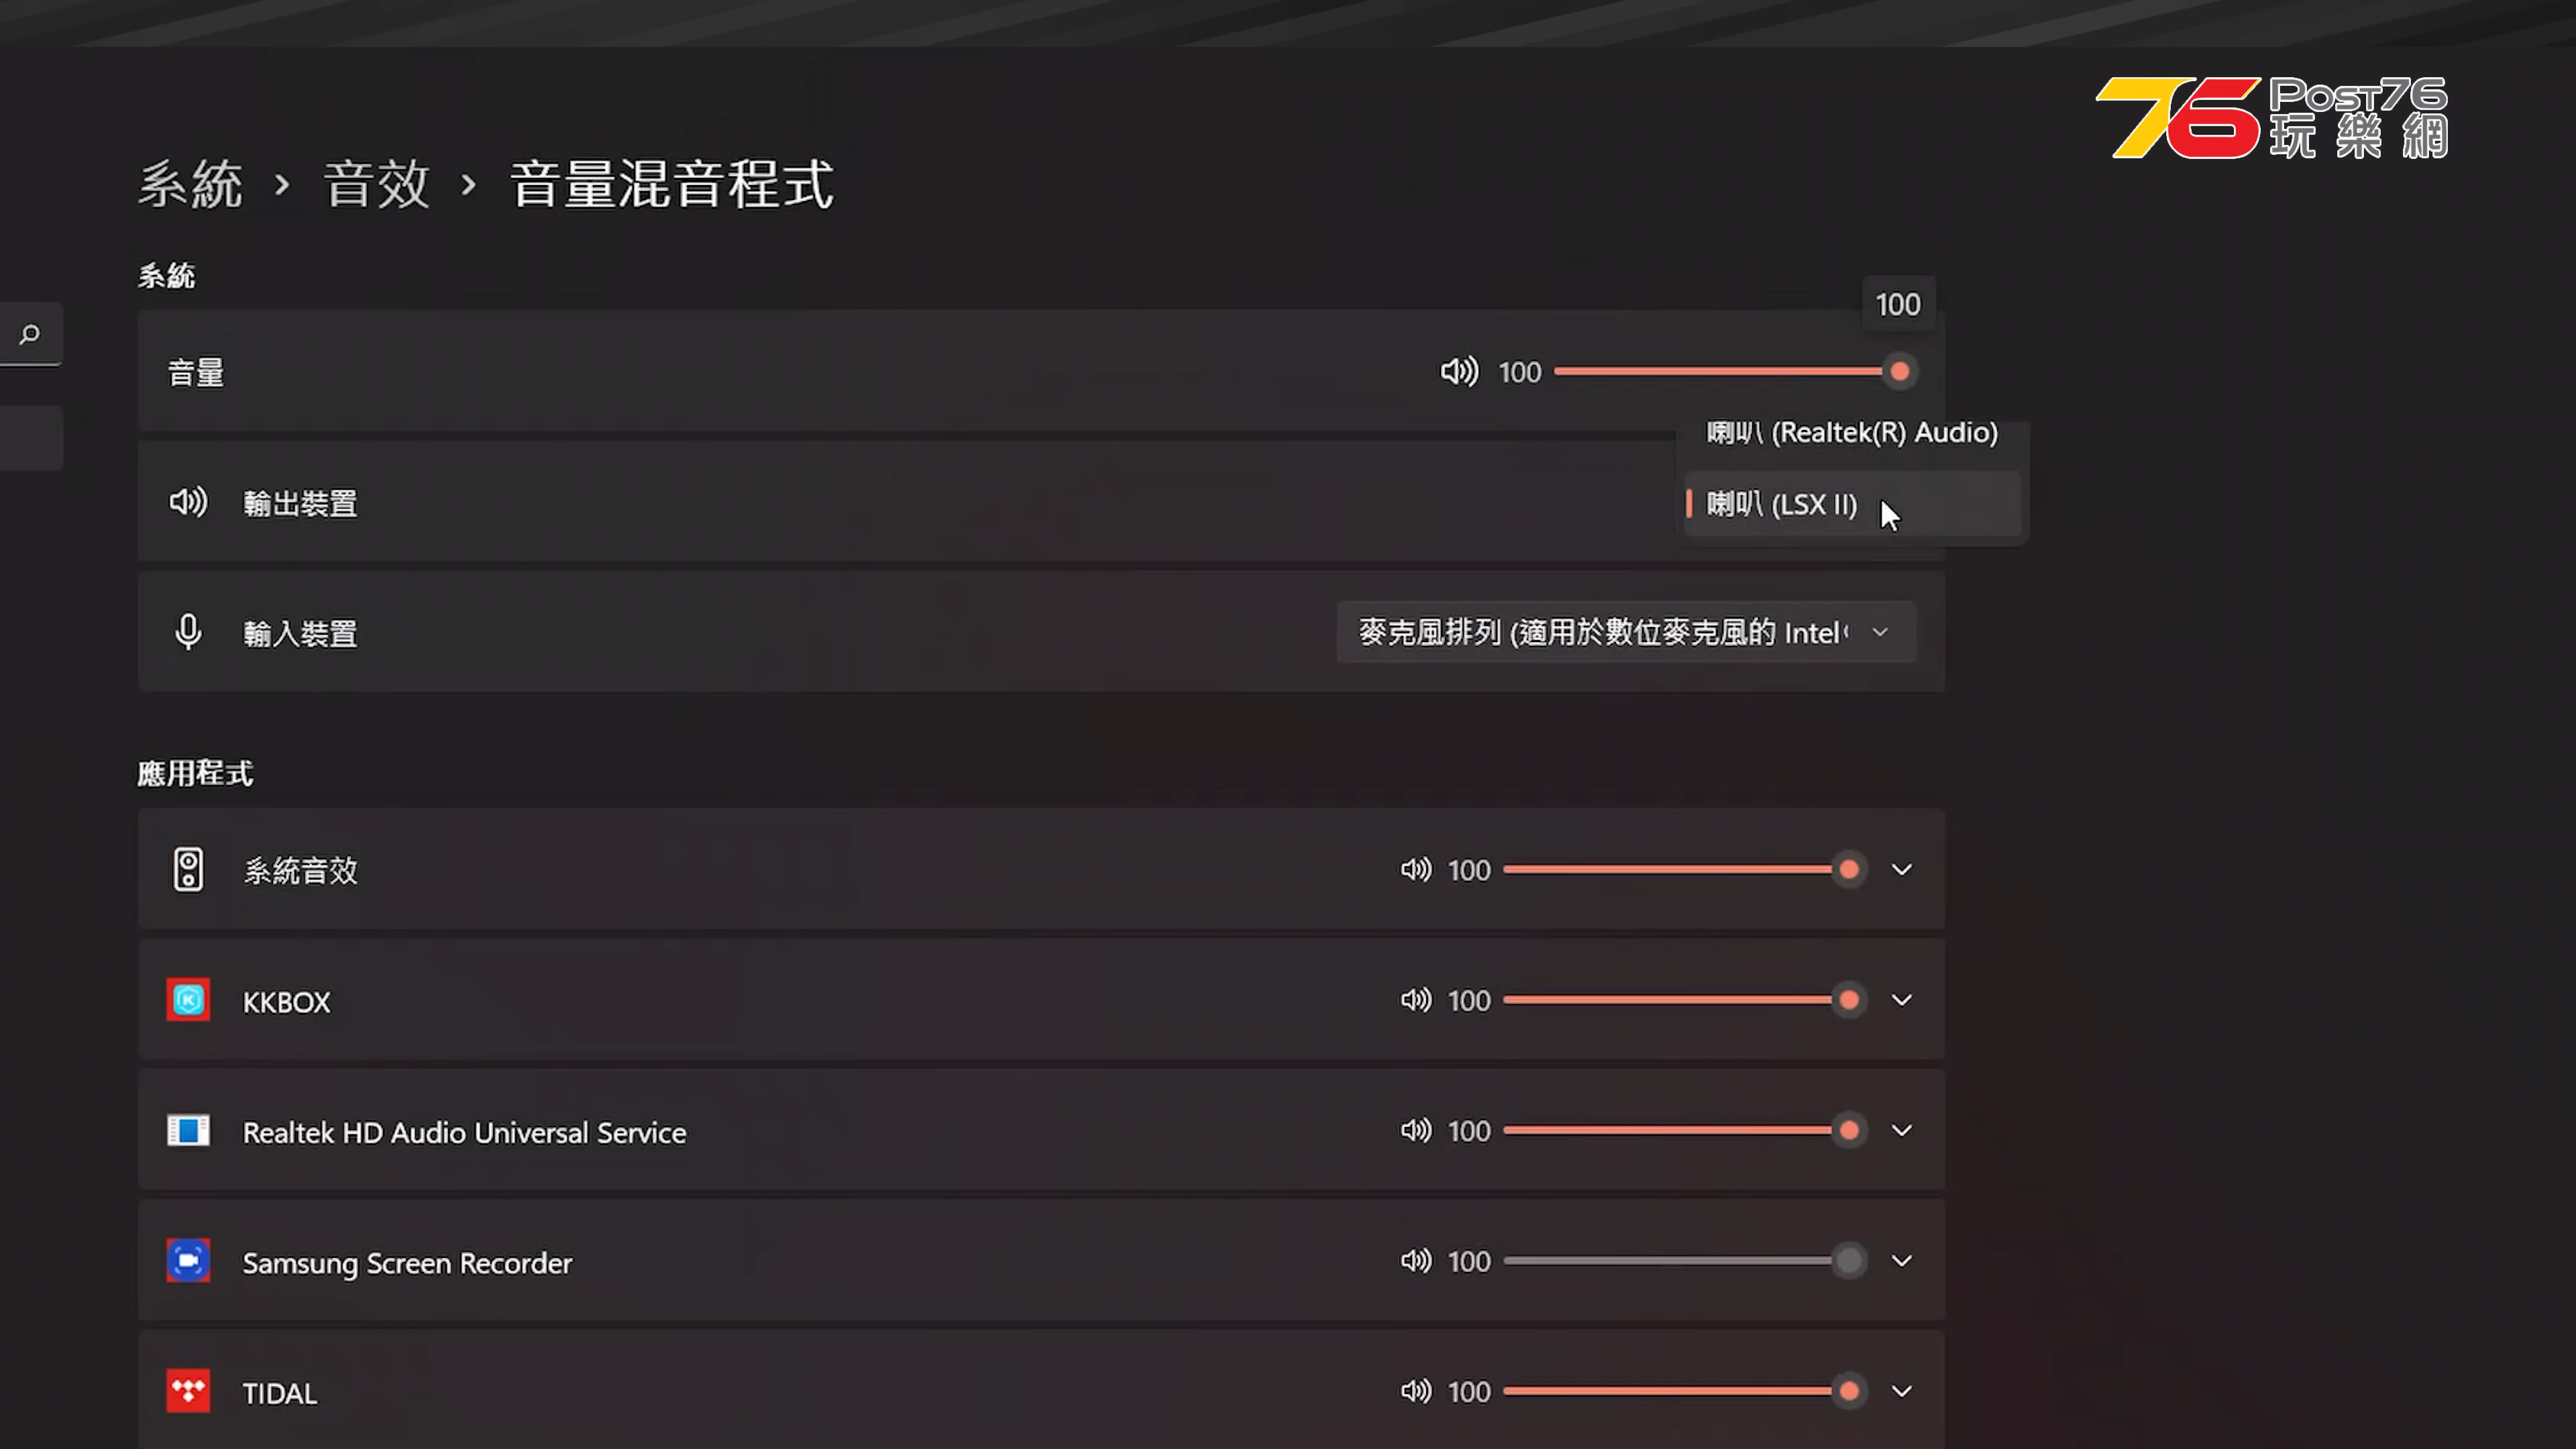 76 Post76
玩樂網
系統 › 音效 › 音量混音程式
系統
100
音量 100
喇叭 (Realtek(R) Audio)
輸出裝置 喇叭 (LSX II)
輸入裝置 麥克風排列 (適用於數位麥克風的 Intel
應用程式
系統音效 100
KKBOX 100
Realtek HD Audio Universal Service 100
Samsung Screen Recorder 100
TIDAL 100